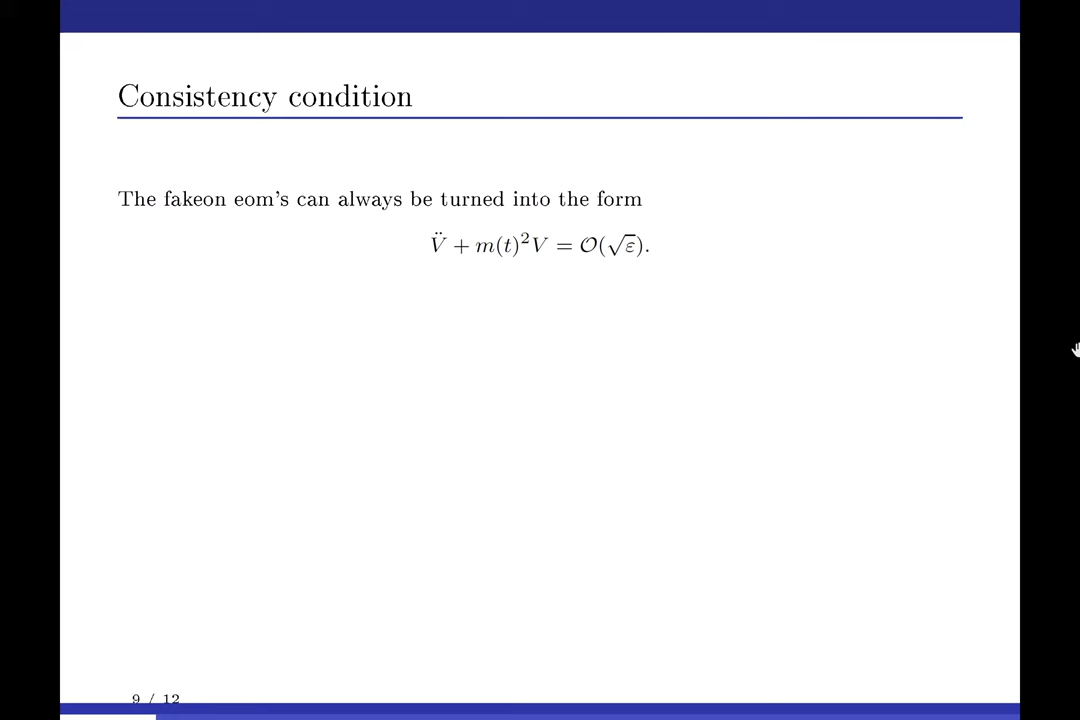 Consistency condition
The fakeon eom's can always be turned into the form
V̈ + m(t)²V = 𝒪(√ε).
9 / 12